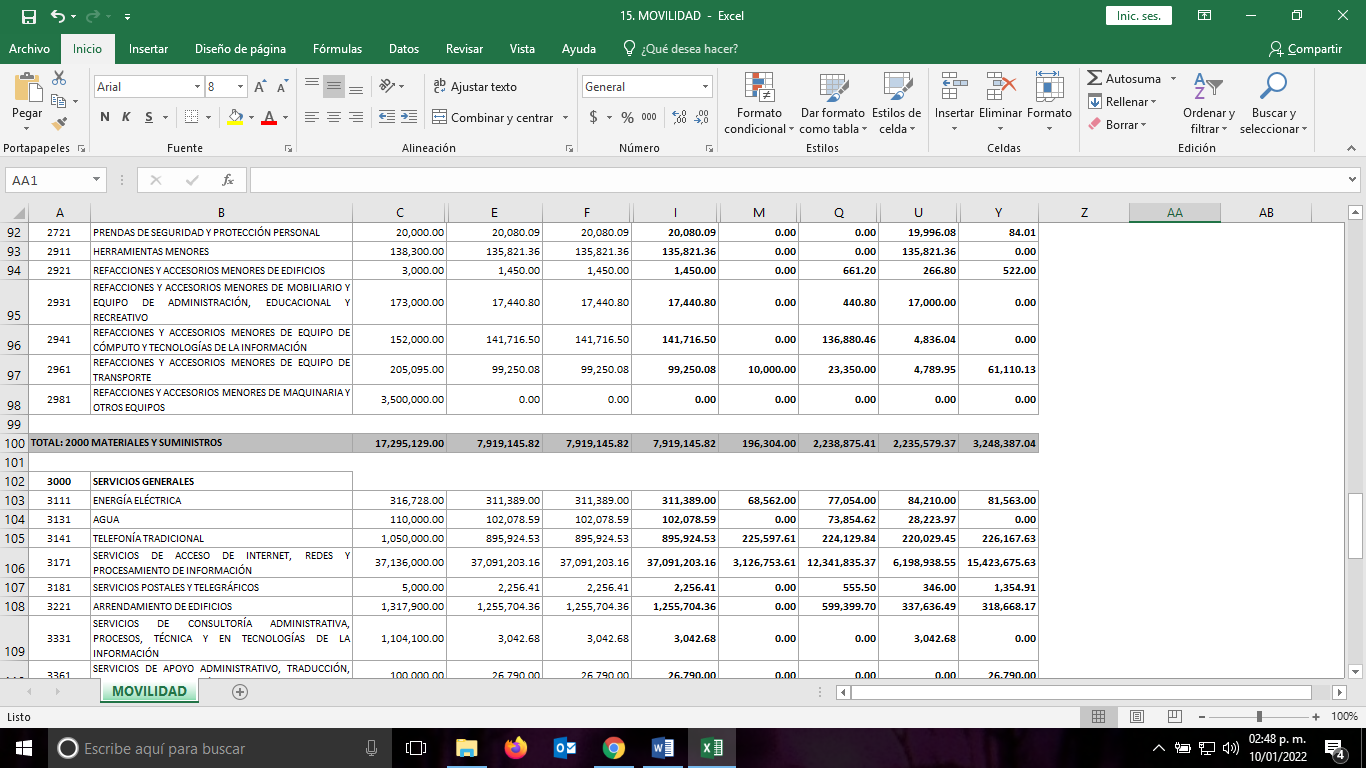 15. MOVILIDAD - Excel
Inic. ses.
Archivo Inicio Insertar Diseño de página Fórmulas Datos Revisar Vista Ayuda ¿Qué desea hacer? Compartir
Pegar
Arial 8
N K S
Ajustar texto
Combinar y centrar
General
$ % 000
Formato condicional
Dar formato como tabla
Estilos de celda
Insertar Eliminar Formato
Autosuma
Rellenar
Borrar
Ordenar y filtrar
Buscar y seleccionar
Portapapeles Fuente Alineación Número Estilos Celdas Edición
AA1 fx
A B C E F I M Q U Y Z AA AB
92 2721 PRENDAS DE SEGURIDAD Y PROTECCIÓN PERSONAL 20,000.00 20,080.09 20,080.09 20,080.09 0.00 0.00 19,996.08 84.01
93 2911 HERRAMIENTAS MENORES 138,300.00 135,821.36 135,821.36 135,821.36 0.00 0.00 135,821.36 0.00
94 2921 REFACCIONES Y ACCESORIOS MENORES DE EDIFICIOS 3,000.00 1,450.00 1,450.00 1,450.00 0.00 661.20 266.80 522.00
REFACCIONES Y ACCESORIOS MENORES DE MOBILIARIO Y
95 2931 EQUIPO DE ADMINISTRACIÓN, EDUCACIONAL Y 173,000.00 17,440.80 17,440.80 17,440.80 0.00 440.80 17,000.00 0.00
RECREATIVO
REFACCIONES Y ACCESORIOS MENORES DE EQUIPO DE
96 2941 CÓMPUTO Y TECNOLOGÍAS DE LA INFORMACIÓN 152,000.00 141,716.50 141,716.50 141,716.50 0.00 136,880.46 4,836.04 0.00
REFACCIONES Y ACCESORIOS MENORES DE EQUIPO DE
97 2961 TRANSPORTE 205,095.00 99,250.08 99,250.08 99,250.08 10,000.00 23,350.00 4,789.95 61,110.13
REFACCIONES Y ACCESORIOS MENORES DE MAQUINARIA Y
98 2981 OTROS EQUIPOS 3,500,000.00 0.00 0.00 0.00 0.00 0.00 0.00 0.00
99
100 TOTAL: 2000 MATERIALES Y SUMINISTROS 17,295,129.00 7,919,145.82 7,919,145.82 7,919,145.82 196,304.00 2,238,875.41 2,235,579.37 3,248,387.04
101
102 3000 SERVICIOS GENERALES
103 3111 ENERGÍA ELÉCTRICA 316,728.00 311,389.00 311,389.00 311,389.00 68,562.00 77,054.00 84,210.00 81,563.00
104 3131 AGUA 110,000.00 102,078.59 102,078.59 102,078.59 0.00 73,854.62 28,223.97 0.00
105 3141 TELEFONÍA TRADICIONAL 1,050,000.00 895,924.53 895,924.53 895,924.53 225,597.61 224,129.84 220,029.45 226,167.63
SERVICIOS DE ACCESO DE INTERNET, REDES Y
106 3171 PROCESAMIENTO DE INFORMACIÓN 37,136,000.00 37,091,203.16 37,091,203.16 37,091,203.16 3,126,753.61 12,341,835.37 6,198,938.55 15,423,675.63
107 3181 SERVICIOS POSTALES Y TELEGRÁFICOS 5,000.00 2,256.41 2,256.41 2,256.41 0.00 555.50 346.00 1,354.91
108 3221 ARRENDAMIENTO DE EDIFICIOS 1,317,900.00 1,255,704.36 1,255,704.36 1,255,704.36 0.00 599,399.70 337,636.49 318,668.17
SERVICIOS DE CONSULTORÍA ADMINISTRATIVA,
109 3331 PROCESOS, TÉCNICA Y EN TECNOLOGÍAS DE LA 1,104,100.00 3,042.68 3,042.68 3,042.68 0.00 0.00 3,042.68 0.00
INFORMACIÓN
SERVICIOS DE APOYO ADMINISTRATIVO, TRADUCCIÓN,
3361 100,000.00 26,790.00 26,790.00 26,790.00 0.00 0.00 0.00 26,790.00
MOVILIDAD
Listo 100%
Escribe aquí para buscar
02:48 p. m.
10/01/2022
4